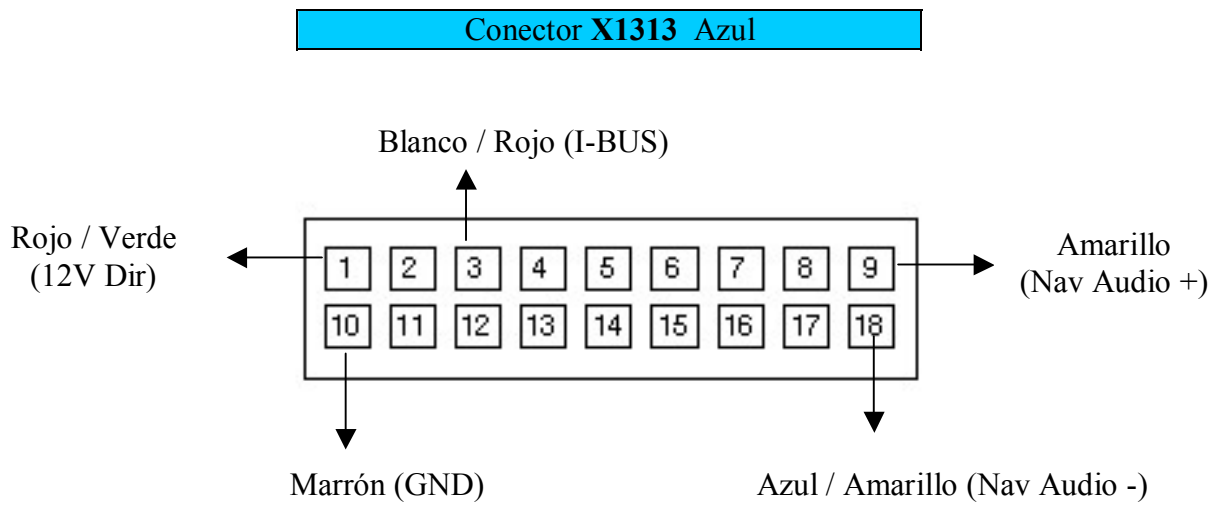 Conector X1313 Azul
Blanco / Rojo (I-BUS)
Rojo / Verde
(12V Dir)
Amarillo
(Nav Audio +)
1 2 3 4 5 6 7 8 9
10 11 12 13 14 15 16 17 18
Marrón (GND)
Azul / Amarillo (Nav Audio -)